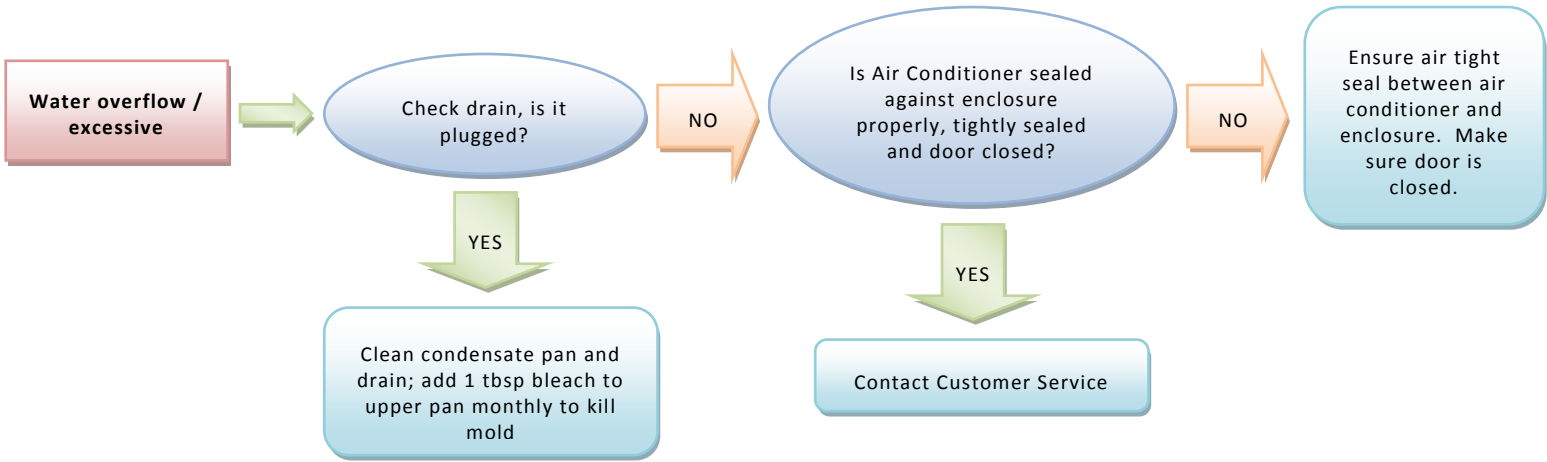 Water overflow /
excessive
Check drain, is it
plugged?
NO
Is Air Conditioner sealed
against enclosure
properly, tightly sealed
and door closed?
NO
Ensure air tight
seal between air
conditioner and
enclosure.  Make
sure door is
closed.
YES
YES
Clean condensate pan and
drain; add 1 tbsp bleach to
upper pan monthly to kill
mold
Contact Customer Service